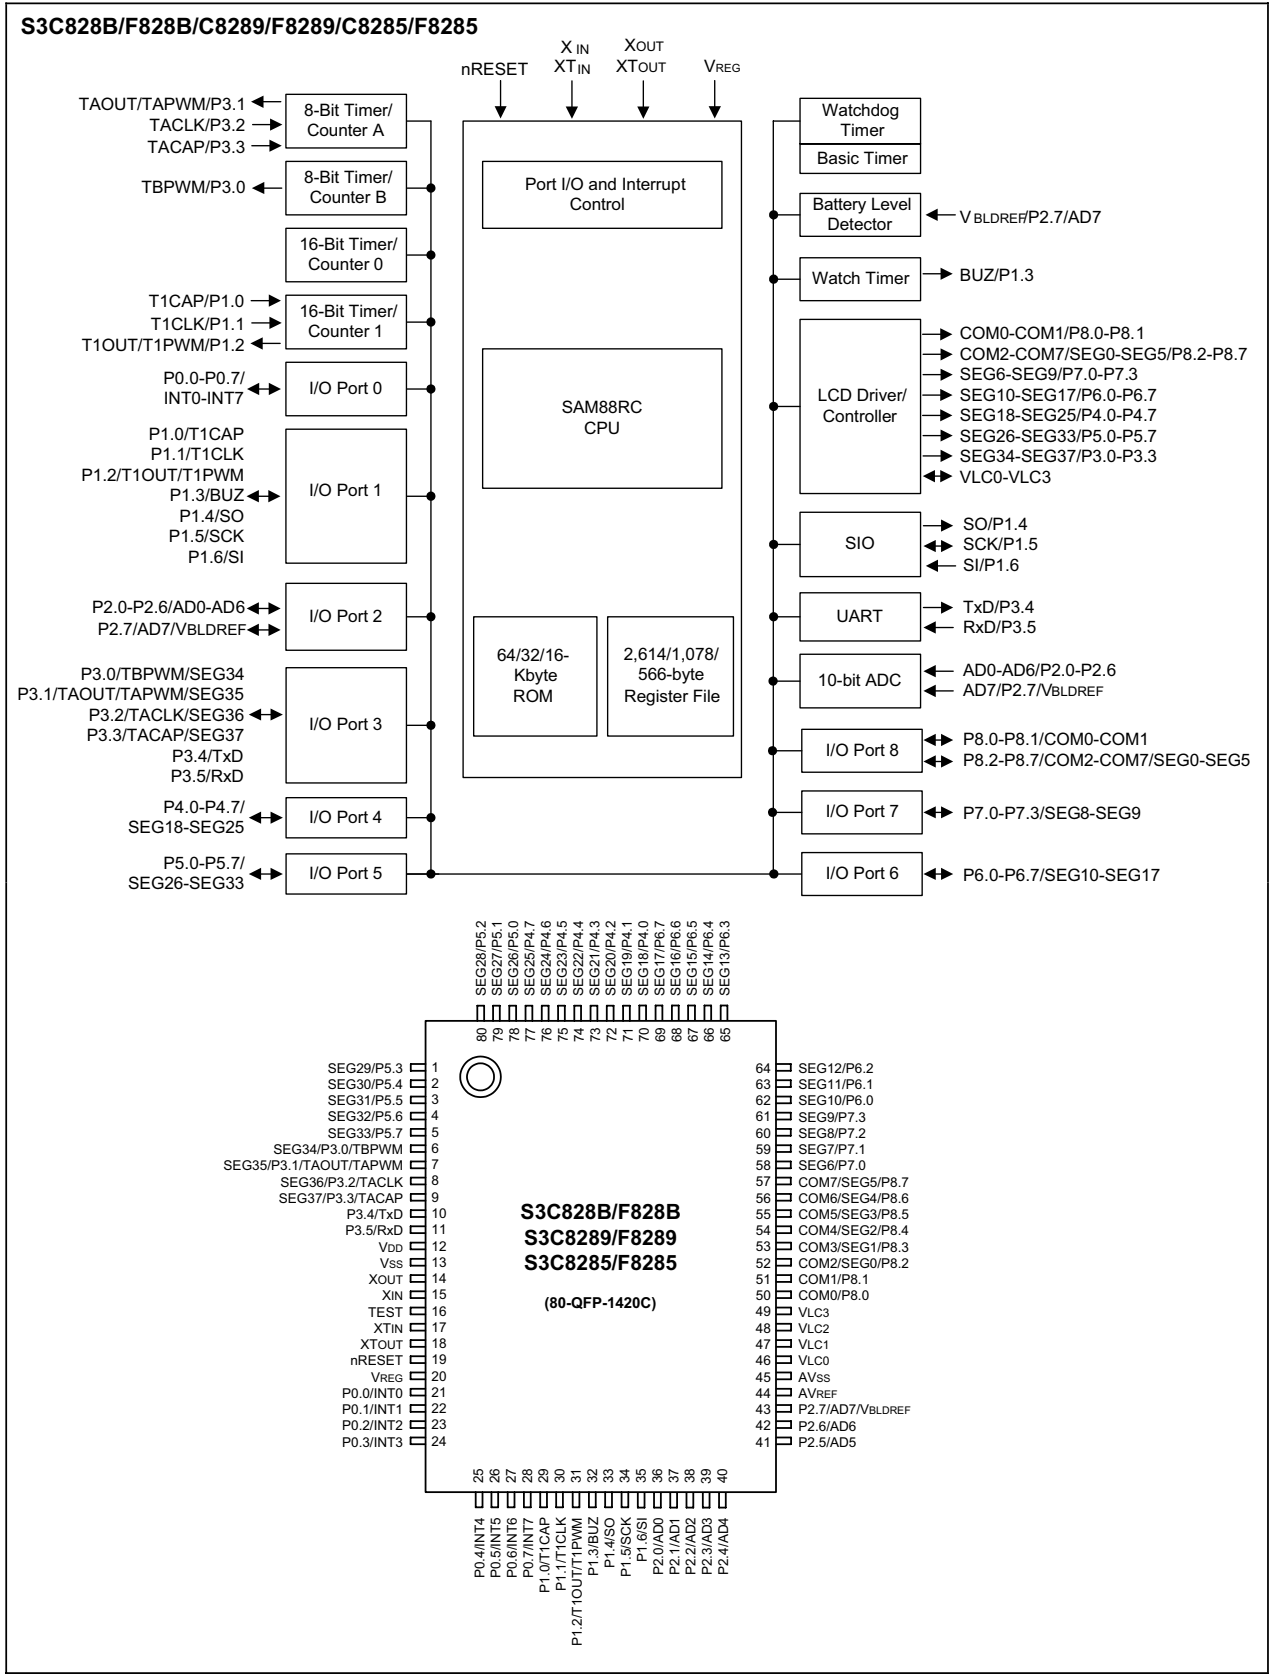 S3C828B/F828B/C8289/F8289/C8285/F8285
nRESET
X IN
XTIN
XOUT
XTOUT
VREG
TAOUT/TAPWM/P3.1
TACLK/P3.2
TACAP/P3.3
8-Bit Timer/
Counter A
TBPWM/P3.0
8-Bit Timer/
Counter B
16-Bit Timer/
Counter 0
T1CAP/P1.0
T1CLK/P1.1
T1OUT/T1PWM/P1.2
16-Bit Timer/
Counter 1
P0.0-P0.7/
INT0-INT7
I/O Port 0
P1.0/T1CAP
P1.1/T1CLK
P1.2/T1OUT/T1PWM
P1.3/BUZ
P1.4/SO
P1.5/SCK
P1.6/SI
I/O Port 1
P2.0-P2.6/AD0-AD6
P2.7/AD7/VBLDREF
I/O Port 2
P3.0/TBPWM/SEG34
P3.1/TAOUT/TAPWM/SEG35
P3.2/TACLK/SEG36
P3.3/TACAP/SEG37
P3.4/TxD
P3.5/RxD
I/O Port 3
P4.0-P4.7/
SEG18-SEG25
I/O Port 4
P5.0-P5.7/
SEG26-SEG33
I/O Port 5
Port I/O and Interrupt
Control
SAM88RC
CPU
64/32/16-
Kbyte
ROM
2,614/1,078/
566-byte
Register File
Watchdog
Timer
Basic Timer
Battery Level
Detector
V BLDREF/P2.7/AD7
Watch Timer
BUZ/P1.3
LCD Driver/
Controller
COM0-COM1/P8.0-P8.1
COM2-COM7/SEG0-SEG5/P8.2-P8.7
SEG6-SEG9/P7.0-P7.3
SEG10-SEG17/P6.0-P6.7
SEG18-SEG25/P4.0-P4.7
SEG26-SEG33/P5.0-P5.7
SEG34-SEG37/P3.0-P3.3
VLC0-VLC3
SIO
SO/P1.4
SCK/P1.5
SI/P1.6
UART
TxD/P3.4
RxD/P3.5
10-bit ADC
AD0-AD6/P2.0-P2.6
AD7/P2.7/VBLDREF
I/O Port 8
P8.0-P8.1/COM0-COM1
P8.2-P8.7/COM2-COM7/SEG0-SEG5
I/O Port 7
P7.0-P7.3/SEG8-SEG9
I/O Port 6
P6.0-P6.7/SEG10-SEG17
SEG28/P5.2
SEG27/P5.1
SEG26/P5.0
SEG25/P4.7
SEG24/P4.6
SEG23/P4.5
SEG22/P4.4
SEG21/P4.3
SEG20/P4.2
SEG19/P4.1
SEG18/P4.0
SEG17/P6.7
SEG16/P6.6
SEG15/P6.5
SEG14/P6.4
SEG13/P6.3
80 79 78 77 76 75 74 73 72 71 70 69 68 67 66 65
SEG29/P5.3 1
SEG30/P5.4 2
SEG31/P5.5 3
SEG32/P5.6 4
SEG33/P5.7 5
SEG34/P3.0/TBPWM 6
SEG35/P3.1/TAOUT/TAPWM 7
SEG36/P3.2/TACLK 8
SEG37/P3.3/TACAP 9
P3.4/TxD 10
P3.5/RxD 11
VDD 12
VSS 13
XOUT 14
XIN 15
TEST 16
XTIN 17
XTOUT 18
nRESET 19
VREG 20
P0.0/INT0 21
P0.1/INT1 22
P0.2/INT2 23
P0.3/INT3 24
S3C828B/F828B
S3C8289/F8289
S3C8285/F8285
(80-QFP-1420C)
64 SEG12/P6.2
63 SEG11/P6.1
62 SEG10/P6.0
61 SEG9/P7.3
60 SEG8/P7.2
59 SEG7/P7.1
58 SEG6/P7.0
57 COM7/SEG5/P8.7
56 COM6/SEG4/P8.6
55 COM5/SEG3/P8.5
54 COM4/SEG2/P8.4
53 COM3/SEG1/P8.3
52 COM2/SEG0/P8.2
51 COM1/P8.1
50 COM0/P8.0
49 VLC3
48 VLC2
47 VLC1
46 VLC0
45 AVSS
44 AVREF
43 P2.7/AD7/VBLDREF
42 P2.6/AD6
41 P2.5/AD5
25 26 27 28 29 30 31 32 33 34 35 36 37 38 39 40
P0.4/INT4
P0.5/INT5
P0.6/INT6
P0.7/INT7
P1.0/T1CAP
P1.1/T1CLK
P1.2/T1OUT/T1PWM
P1.3/BUZ
P1.4/SO
P1.5/SCK
P1.6/SI
P2.0/AD0
P2.1/AD1
P2.2/AD2
P2.3/AD3
P2.4/AD4